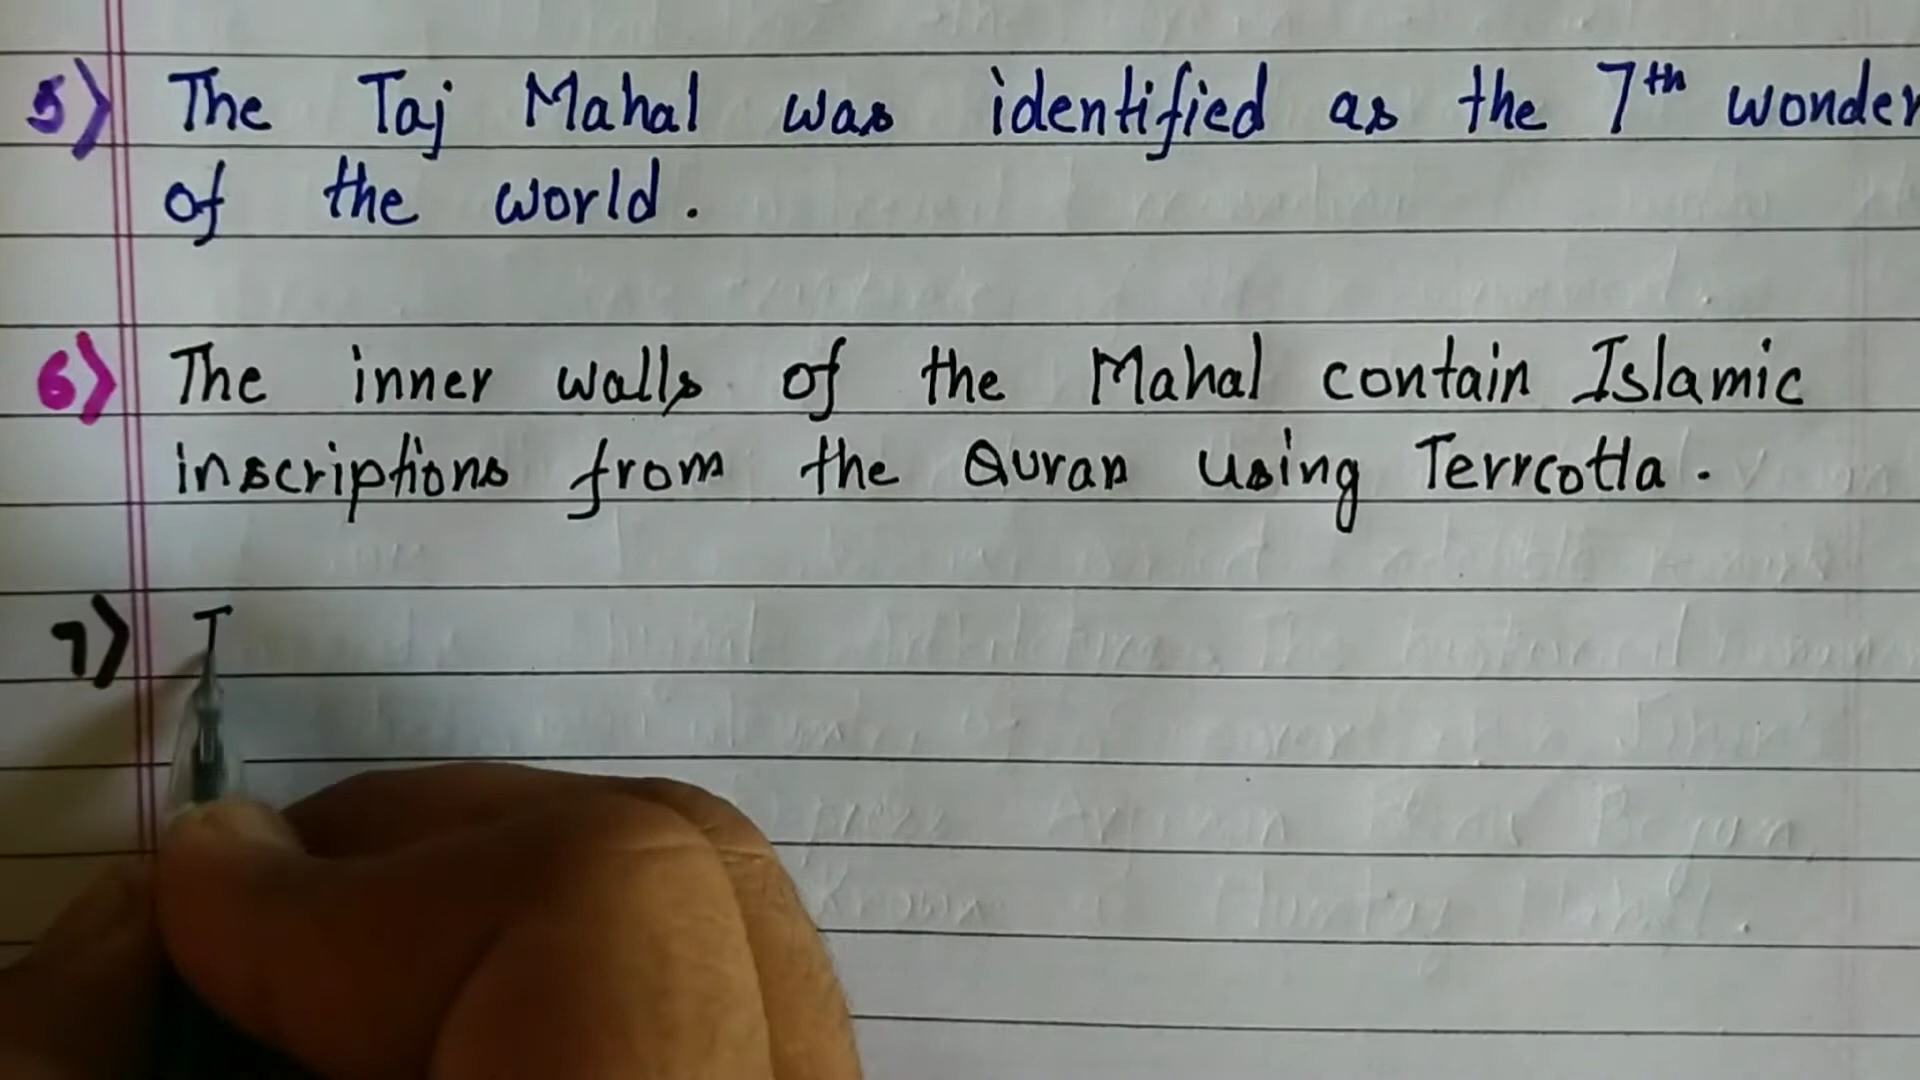 5) The Taj Mahal was identified as the 7th wonder
of the world.
6) The inner walls of the Mahal contain Islamic
inscriptions from the Quran using Terrcotta.
7) T